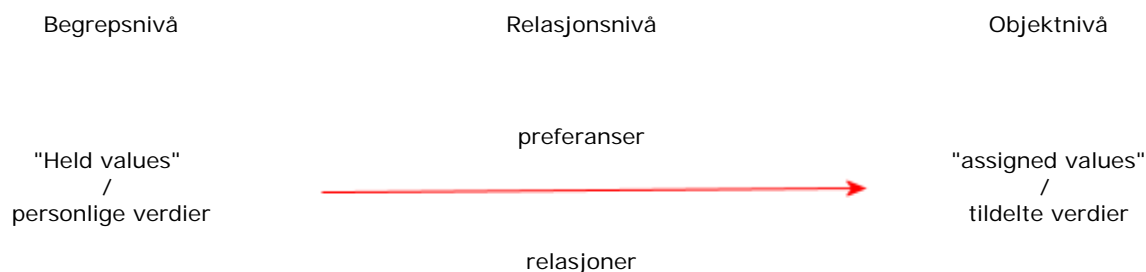 Begrepsnivå
Relasjonsnivå
Objektnivå
preferanser
"Held values"
/
personlige verdier
"assigned values"
/
tildelte verdier
relasjoner